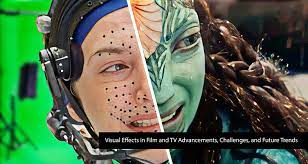 Visual Effects in Film and TV Advancements, Challenges, and Future Trends